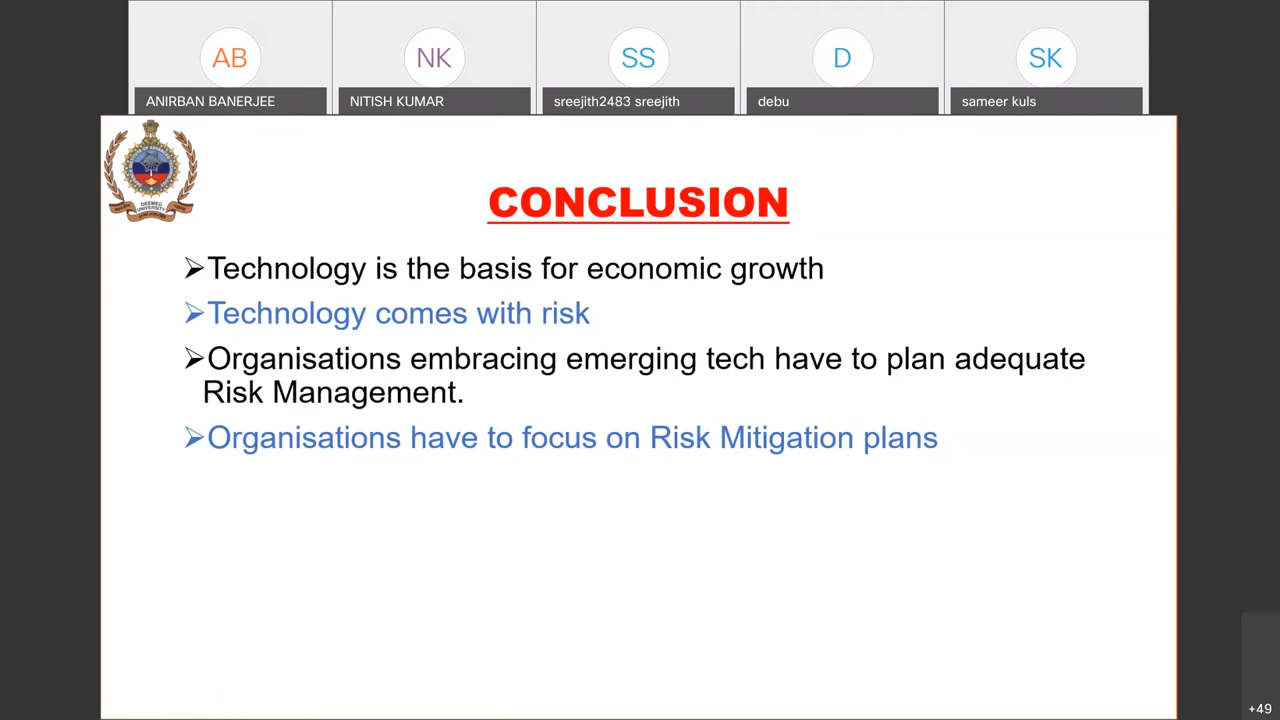 AB
NK
SS
D
SK
ANIRBAN BANERJEE
NITISH KUMAR
sreejith2483 sreejith
debu
sameer kuls
DEEMED
UNIVERSITY
CONCLUSION
➢Technology is the basis for economic growth
➢Technology comes with risk
➢Organisations embracing emerging tech have to plan adequate
Risk Management.
➢Organisations have to focus on Risk Mitigation plans
+49